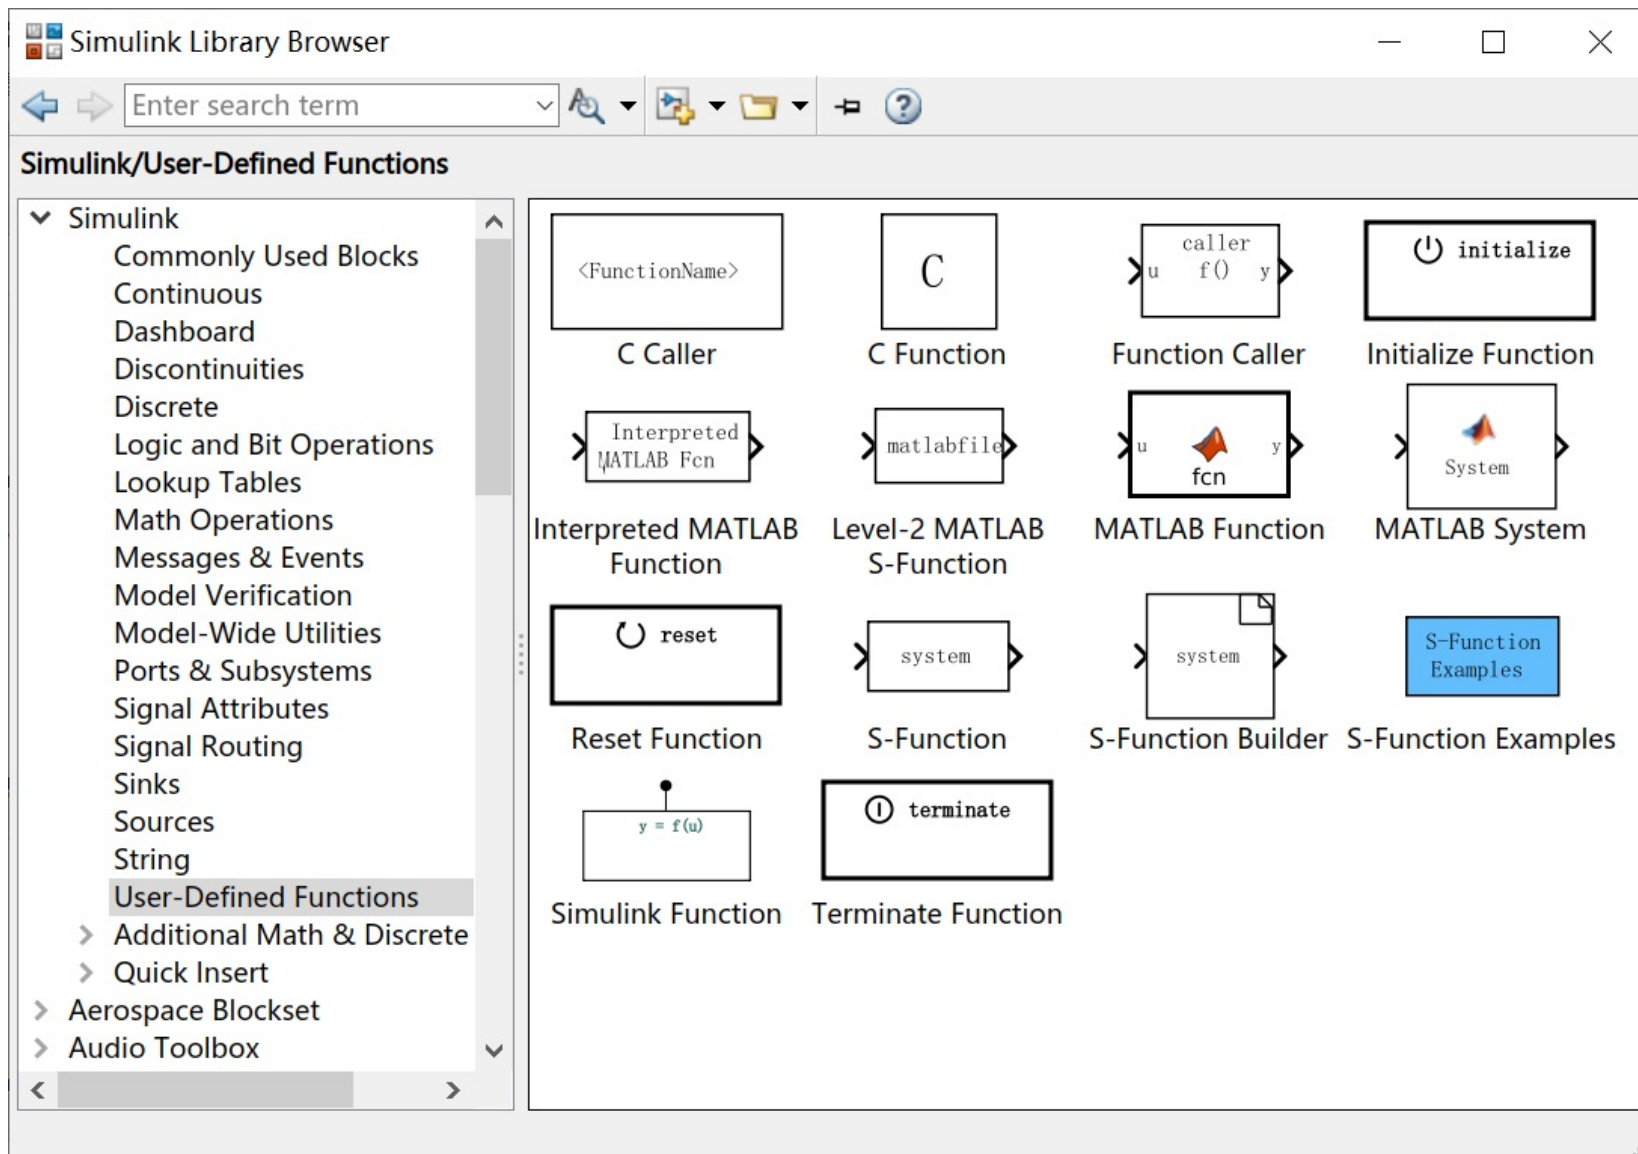 Simulink Library Browser
Enter search term
Simulink/User-Defined Functions
Simulink
Commonly Used Blocks
Continuous
Dashboard
Discontinuities
Discrete
Logic and Bit Operations
Lookup Tables
Math Operations
Messages & Events
Model Verification
Model-Wide Utilities
Ports & Subsystems
Signal Attributes
Signal Routing
Sinks
Sources
String
User-Defined Functions
Additional Math & Discrete
Quick Insert
Aerospace Blockset
Audio Toolbox
<FunctionName>
C Caller
C
C Function
caller
u f() y
Function Caller
initialize
Initialize Function
Interpreted
MATLAB Fcn
Interpreted MATLAB
Function
matlabfile
Level-2 MATLAB
S-Function
u y
fcn
MATLAB Function
System
MATLAB System
reset
Reset Function
system
S-Function
system
S-Function Builder
S-Function
Examples
S-Function Examples
y = f(u)
Simulink Function
terminate
Terminate Function